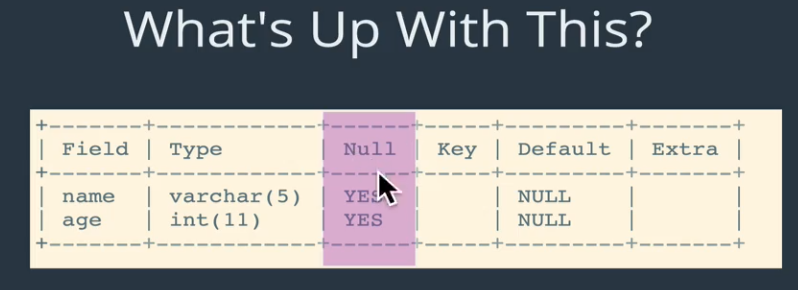 What's Up With This?
+-------+-------------+------+-----+---------+-------+
| Field | Type | Null | Key | Default | Extra |
+-------+-------------+------+-----+---------+-------+
| name | varchar(5) | YES | | NULL | |
| age | int(11) | YES | | NULL | |
+-------+-------------+------+-----+---------+-------+